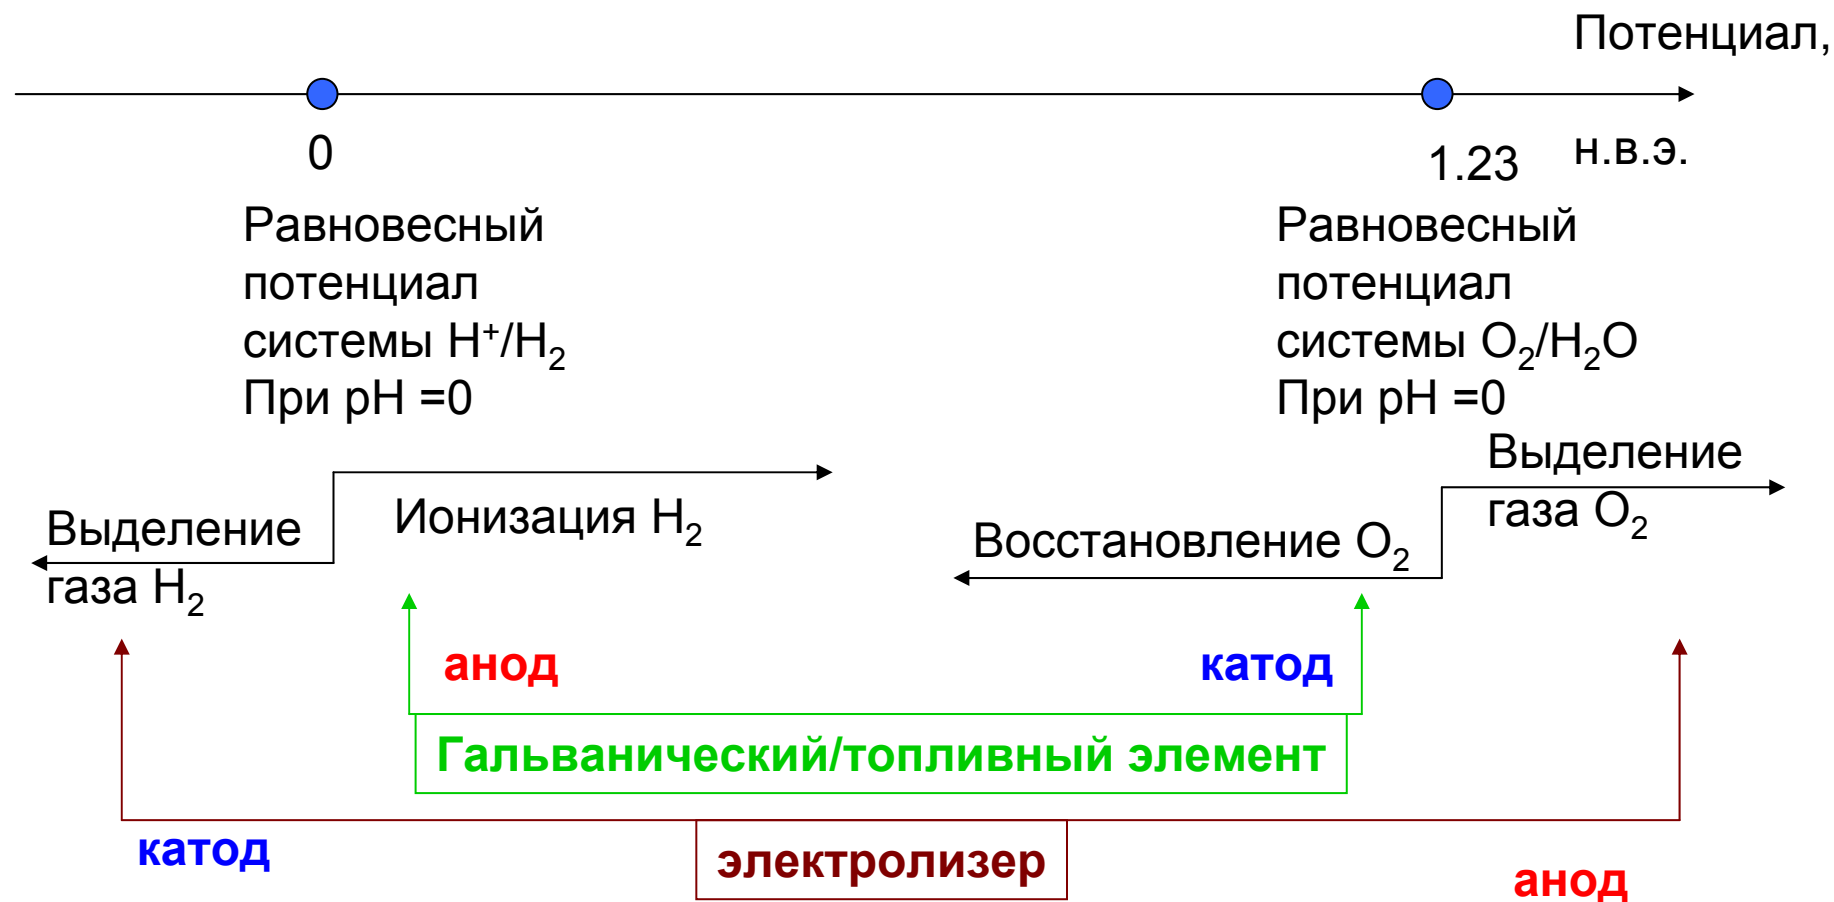 Потенциал,
н.в.э.
0
1.23
Равновесный
потенциал
системы H⁺/H₂
При pH =0
Равновесный
потенциал
системы O₂/H₂O
При pH =0
Выделение
газа H₂
Ионизация H₂
Восстановление O₂
Выделение
газа O₂
анод
катод
Гальванический/топливный элемент
катод
электролизер
анод